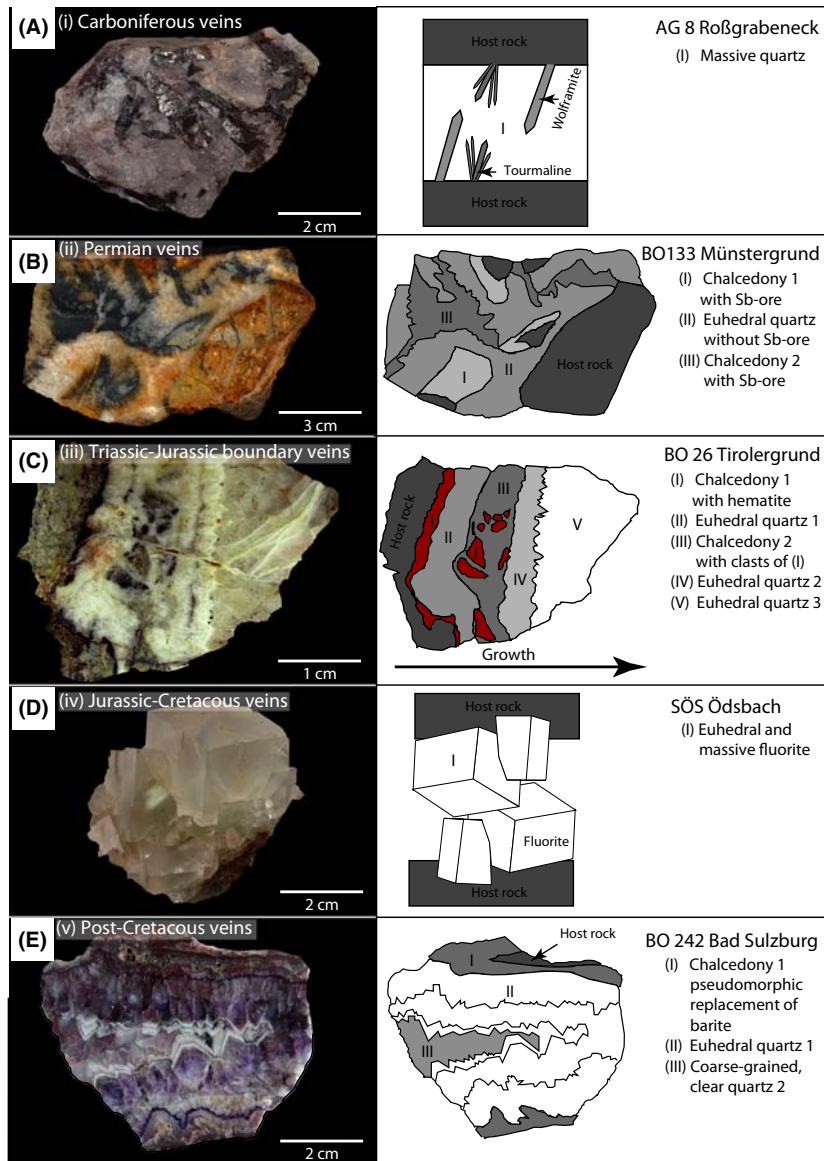 (A)
(i) Carboniferous veins
2 cm
Host rock
I
Wolframite
Tourmaline
Host rock
AG 8 Roßgrabeneck
(I) Massive quartz
(B)
(ii) Permian veins
3 cm
III
I
II
Host rock
BO133 Münstergrund
(I) Chalcedony 1
with Sb-ore
(II) Euhedral quartz
without Sb-ore
(III) Chalcedony 2
with Sb-ore
(C)
(iii) Triassic-Jurassic boundary veins
1 cm
Host rock
I
II
I
III
IV
V
Growth
BO 26 Tirolergrund
(I) Chalcedony 1
with hematite
(II) Euhedral quartz 1
(III) Chalcedony 2
with clasts of (I)
(IV) Euhedral quartz 2
(V) Euhedral quartz 3
(D)
(iv) Jurassic-Cretacous veins
2 cm
Host rock
I
Fluorite
Host rock
SÖS Ödsbach
(I) Euhedral and
massive fluorite
(E)
(v) Post-Cretacous veins
2 cm
Host rock
I
II
III
BO 242 Bad Sulzburg
(I) Chalcedony 1
pseudomorphic
replacement of
barite
(II) Euhedral quartz 1
(III) Coarse-grained,
clear quartz 2